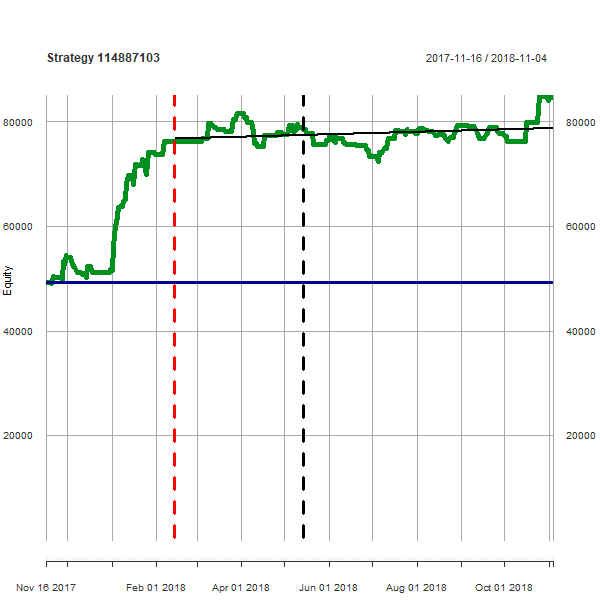 Strategy 114887103 2017-11-16 / 2018-11-04
80000 80000
60000 60000
Equity
40000 40000
20000 20000
Nov 16 2017 Feb 01 2018 Apr 01 2018 Jun 01 2018 Aug 01 2018 Oct 01 2018